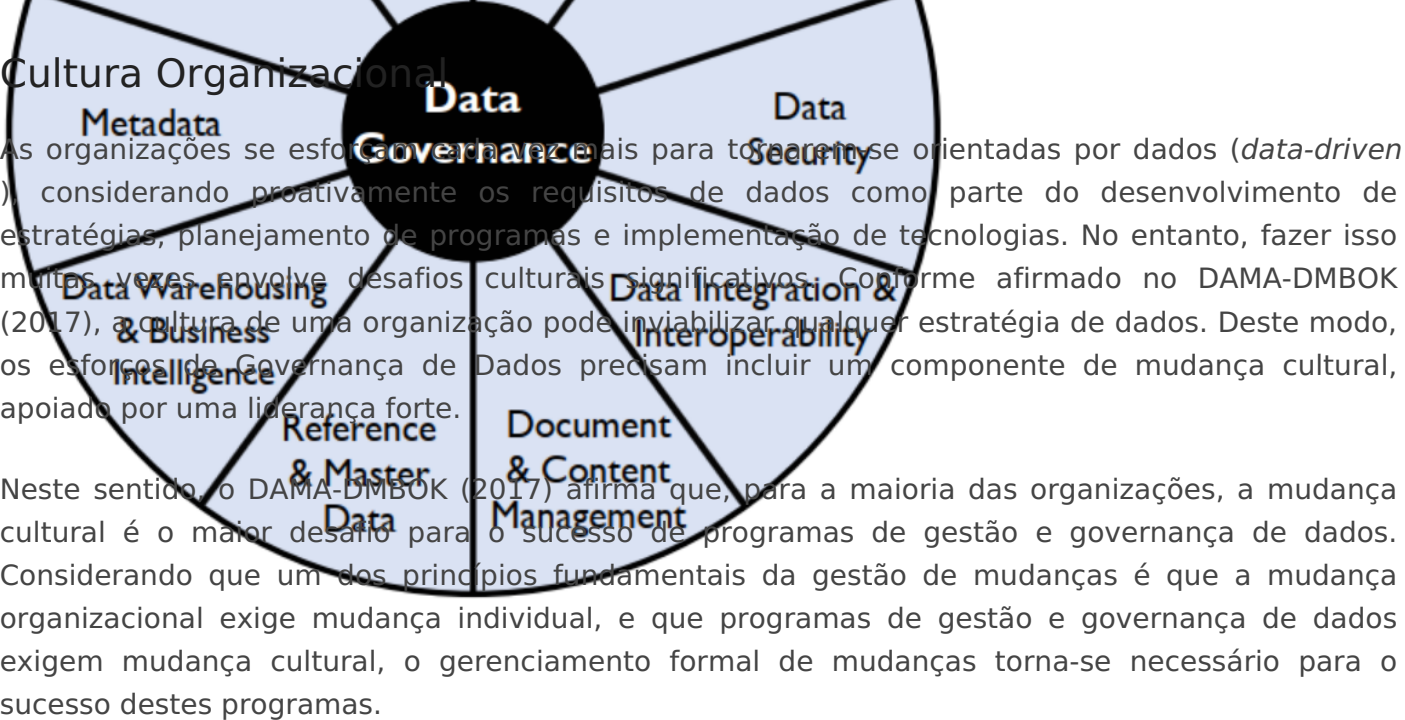 Cultura Organizacional
Data
Governance
Metadata
Data
Security
As organizações se esforçam cada vez mais para tornarem-se orientadas por dados (data-driven
), considerando proativamente os requisitos de dados como parte do desenvolvimento de
estratégias, planejamento de programas e implementação de tecnologias. No entanto, fazer isso
muitas vezes envolve desafios culturais significativos. Conforme afirmado no DAMA-DMBOK
(2017), a cultura de uma organização pode inviabilizar qualquer estratégia de dados. Deste modo,
os esforços de Governança de Dados precisam incluir um componente de mudança cultural,
apoiado por uma liderança forte.
Data Warehousing
& Business
Intelligence
Data Integration &
Interoperability
Reference
& Master
Data
Document
& Content
Management
Neste sentido, o DAMA-DMBOK (2017) afirma que, para a maioria das organizações, a mudança
cultural é o maior desafio para o sucesso de programas de gestão e governança de dados.
Considerando que um dos princípios fundamentais da gestão de mudanças é que a mudança
organizacional exige mudança individual, e que programas de gestão e governança de dados
exigem mudança cultural, o gerenciamento formal de mudanças torna-se necessário para o
sucesso destes programas.